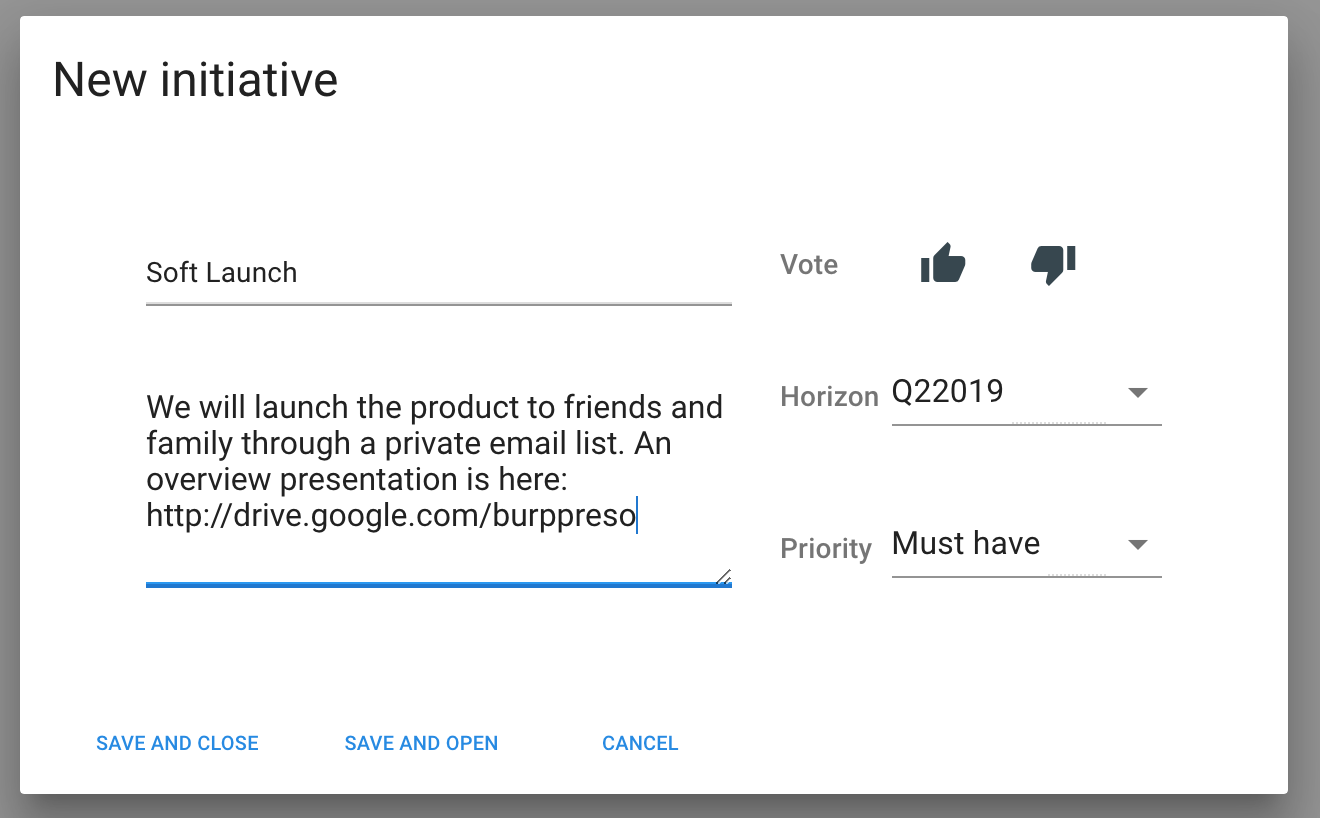 New initiative
Soft Launch
We will launch the product to friends and
family through a private email list. An
overview presentation is here:
http://drive.google.com/burppreso
Vote
Horizon Q22019
Priority Must have
SAVE AND CLOSE SAVE AND OPEN CANCEL